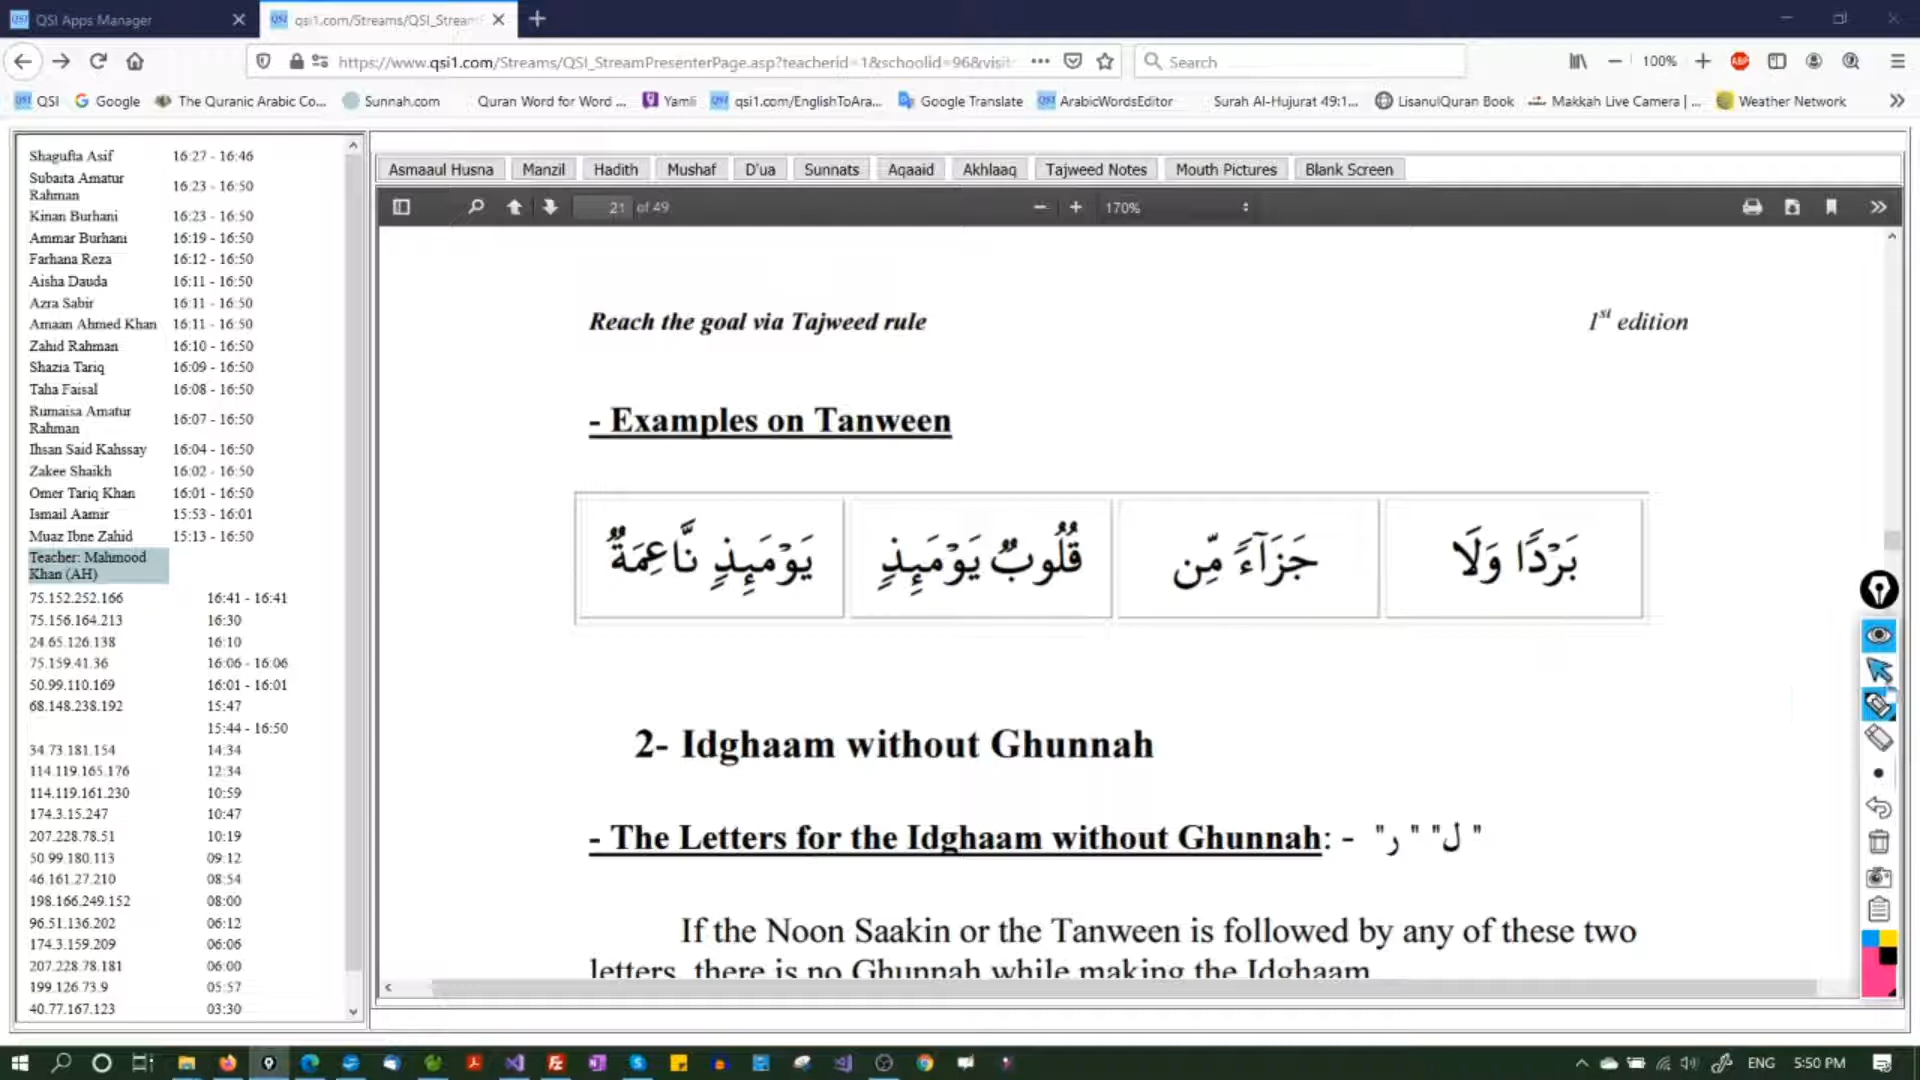 QSI Apps Manager
qsi1.com/Streams/QSI_Stream
https://www.qsi1.com/Streams/QSI_StreamPresenterPage.asp?teacherid=1&schoolid=96&visit
Search
100%
QSI
Google
The Quranic Arabic Co...
Sunnah.com
Quran Word for Word ...
Yamli
qsi1.com/EnglishToAra...
Google Translate
ArabicWordsEditor
Surah Al-Hujurat 49:1...
LisanulQuran Book
Makkah Live Camera | ...
Weather Network
Shagufta Asif 16:27 - 16:46
Subaita Amatur
Rahman 16:23 - 16:50
Kinan Burhani 16:23 - 16:50
Ammar Burhani 16:19 - 16:50
Farhana Reza 16:12 - 16:50
Aisha Dauda 16:11 - 16:50
Azra Sabir 16:11 - 16:50
Amaan Ahmed Khan 16:11 - 16:50
Zahid Rahman 16:10 - 16:50
Shazia Tariq 16:09 - 16:50
Taha Faisal 16:08 - 16:50
Rumaisa Amatur
Rahman 16:07 - 16:50
Ihsan Said Kahssay 16:04 - 16:50
Zakee Shaikh 16:02 - 16:50
Omer Tariq Khan 16:01 - 16:50
Ismail Aamir 15:53 - 16:01
Muaz Ibne Zahid 15:13 - 16:50
Teacher: Mahmood
Khan (AH)
75.152.252.166 16:41 - 16:41
75.156.164.213 16:30
24.65.126.138 16:10
75.159.41.36 16:06 - 16:06
50.99.110.169 16:01 - 16:01
68.148.238.192 15:47
15:44 - 16:50
34.73.181.154 14:34
114.119.165.176 12:34
114.119.161.230 10:59
174.3.15.247 10:47
207.228.78.51 10:19
50.99.180.113 09:12
46.161.27.210 08:54
198.166.249.152 08:00
96.51.136.202 06:12
174.3.159.209 06:06
207.228.78.181 06:00
199.126.73.9 05:57
40.77.167.123 03:30
Asmaaul Husna
Manzil
Hadith
Mushaf
D'ua
Sunnats
Aqaaid
Akhlaaq
Tajweed Notes
Mouth Pictures
Blank Screen
21 of 49
170%
Reach the goal via Tajweed rule 1st edition
- Examples on Tanween
بَرْدًا وَلَا
جَزَآءً مِّن
قُلُوبٌ يَوْمَئِذٍ
يَوْمَئِذٍ نَّاعِمَةٌ
2- Idghaam without Ghunnah
- The Letters for the Idghaam without Ghunnah: - "ل" "ر"
If the Noon Saakin or the Tanween is followed by any of these two
letters, there is no Ghunnah while making the Idghaam
ENG
5:50 PM